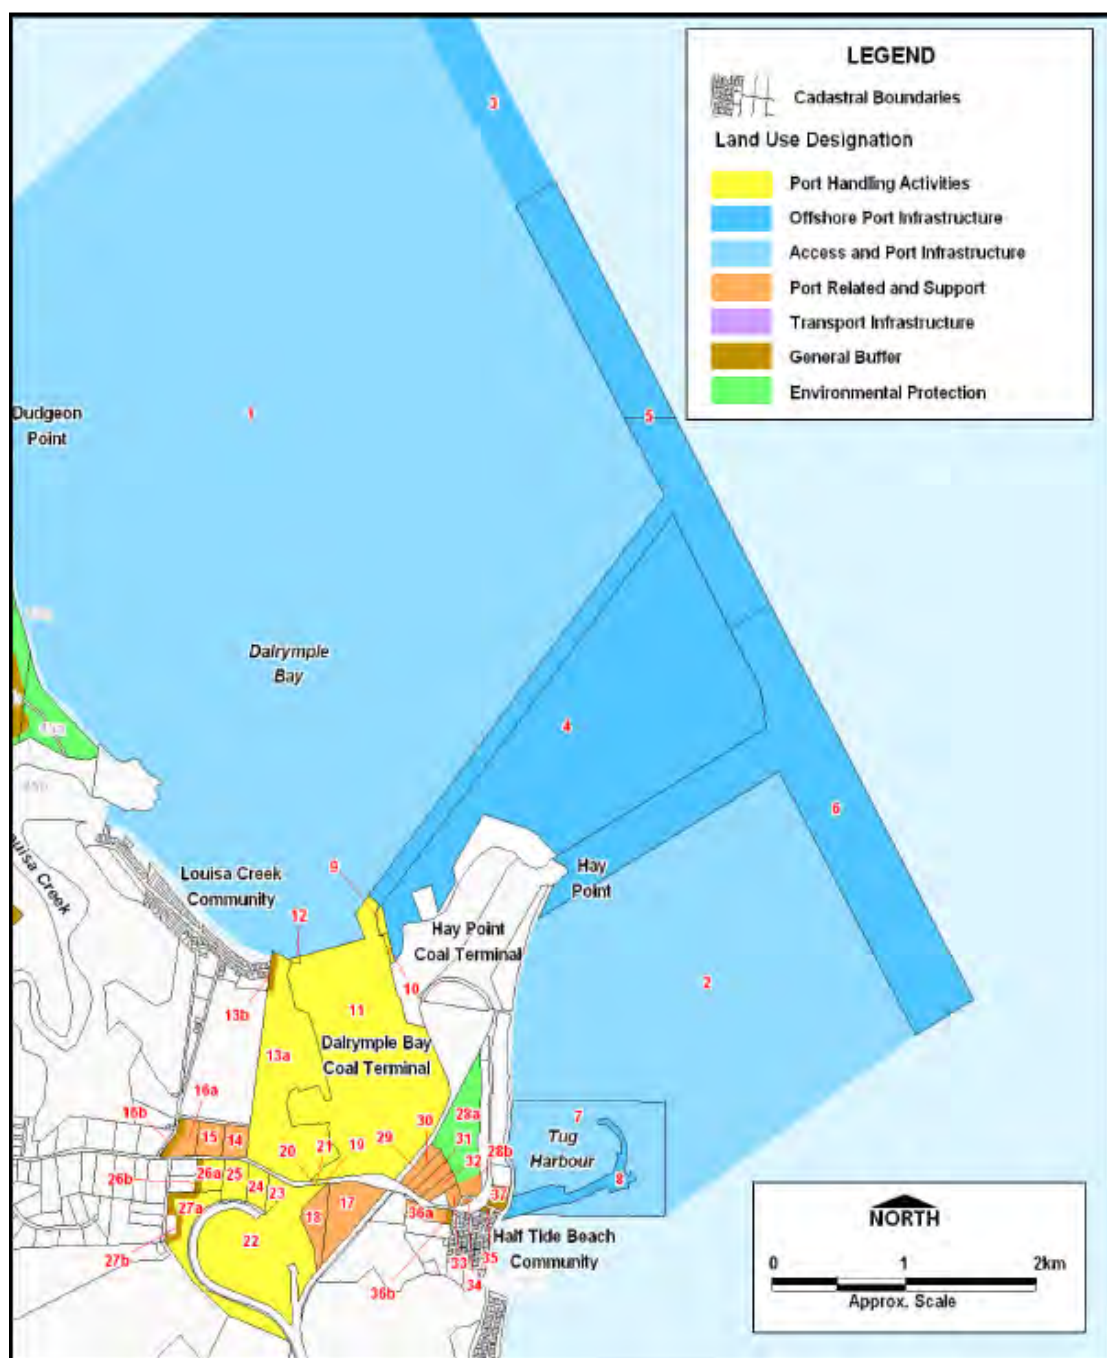 LEGEND
Cadastral Boundaries
Land Use Designation
Port Handling Activities
Offshore Port Infrastructure
Access and Port Infrastructure
Port Related and Support
Transport Infrastructure
General Buffer
Environmental Protection
3
1
5
Dudgeon
Point
Dalrymple
Bay
4
6
9
Hay
Point
Louisa Creek
Community
Louisa Creek
12
Hay Point
Coal Terminal
10
2
13b
11
13a
Dalrymple Bay
Coal Terminal
16a
16b
15
14
30
28a
7
20
21
19
29
31
Tug
Harbour
28b
32
8
26b
26a
25
24
23
37
27a
18
17
36a
22
Half Tide Beach
Community
27b
33
35
34
36b
NORTH
0
1
2km
Approx. Scale